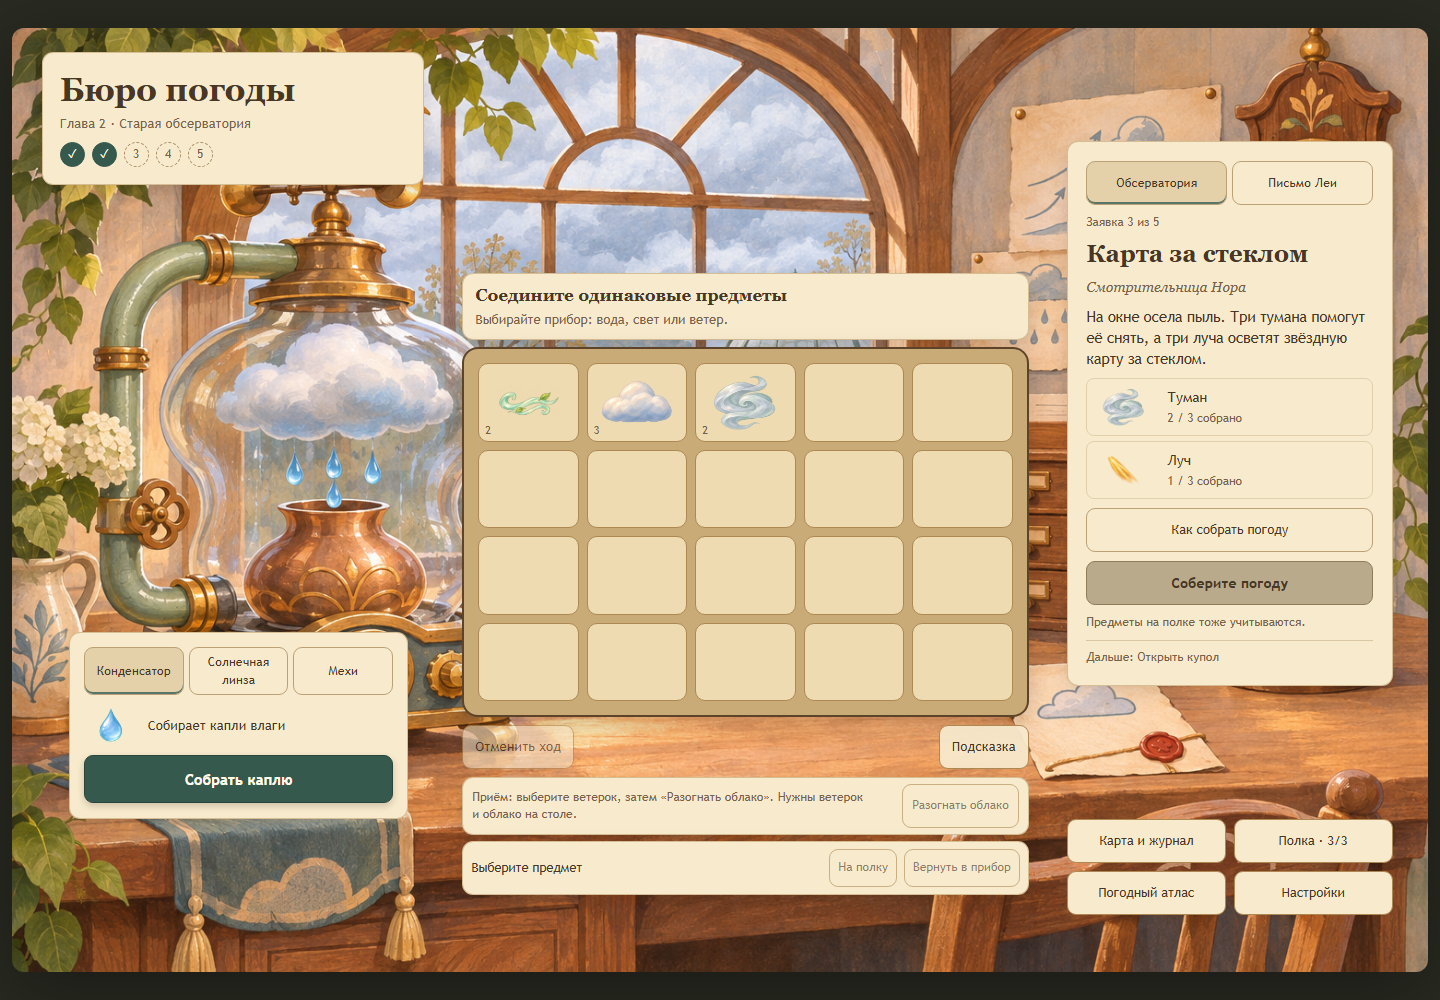 Бюро погоды
Глава 2 · Старая обсерватория
✓ ✓ 3 4 5
Соедините одинаковые предметы
Выбирайте прибор: вода, свет или ветер.
2 3 2
Отменить ход
Подсказка
Приём: выберите ветерок, затем «Разогнать облако». Нужны ветерок
и облако на столе.
Разогнать облако
Выберите предмет
На полку
Вернуть в прибор
Конденсатор
Солнечная
линза
Мехи
Собирает капли влаги
Собрать каплю
Обсерватория
Письмо Леи
Заявка 3 из 5
Карта за стеклом
Смотрительница Нора
На окне осела пыль. Три тумана помогут
её снять, а три луча осветят звёздную
карту за стеклом.
Туман
2 / 3 собрано
Луч
1 / 3 собрано
Как собрать погоду
Соберите погоду
Предметы на полке тоже учитываются.
Дальше: Открыть купол
Карта и журнал
Полка · 3/3
Погодный атлас
Настройки